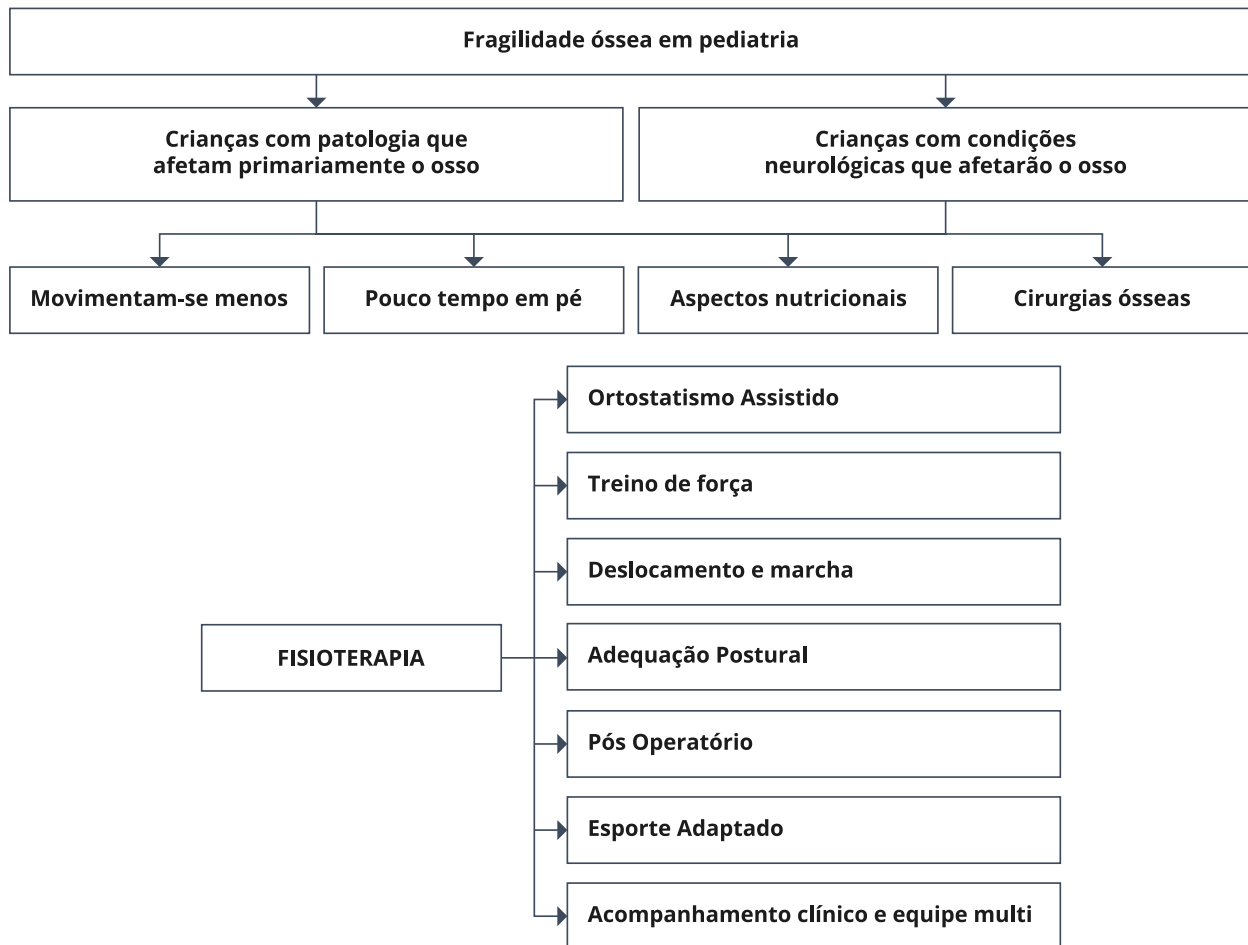 Fragilidade óssea em pediatria
Crianças com patologia que
afetam primariamente o osso
Crianças com condições
neurológicas que afetarão o osso
Movimentam-se menos
Pouco tempo em pé
Aspectos nutricionais
Cirurgias ósseas
FISIOTERAPIA
Ortostatismo Assistido
Treino de força
Deslocamento e marcha
Adequação Postural
Pós Operatório
Esporte Adaptado
Acompanhamento clínico e equipe multi